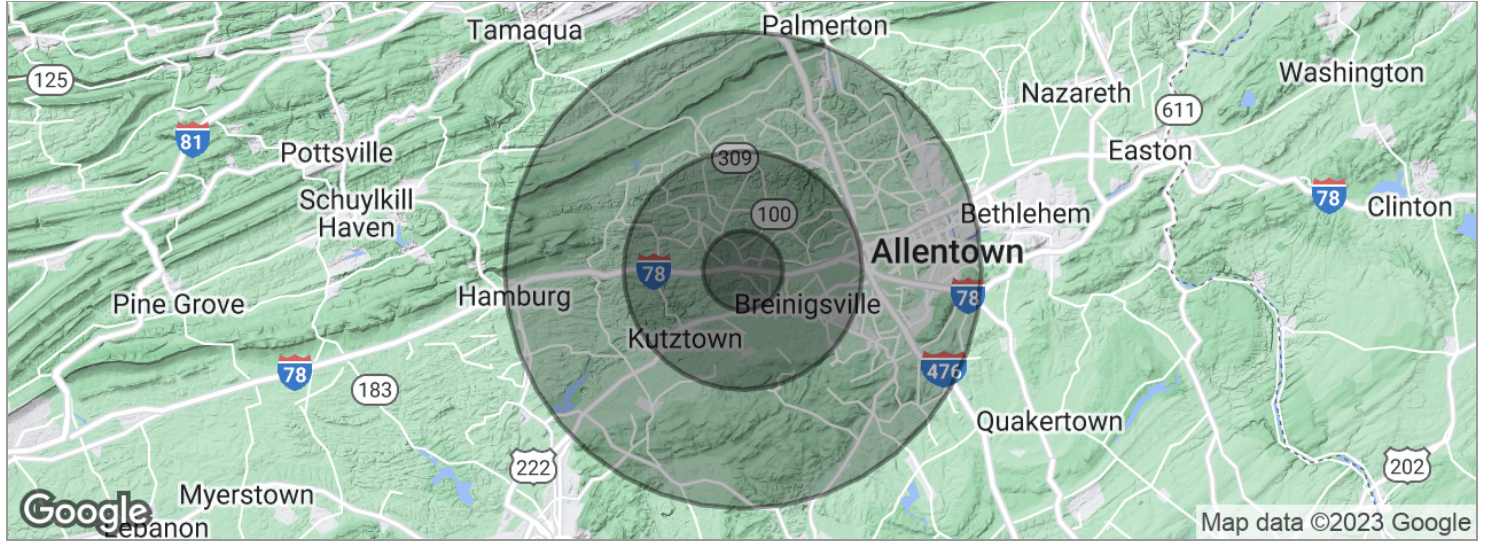 Tamaqua
Palmerton
Washington
125
Nazareth
611
81
Pottsville
309
Easton
Schuylkill
Haven
100
Bethlehem
78
Clinton
Allentown
78
Pine Grove
Hamburg
Breinigsville
78
Kutztown
78
183
476
Quakertown
222
202
Myerstown
Google
Lebanon
Map data ©2023 Google